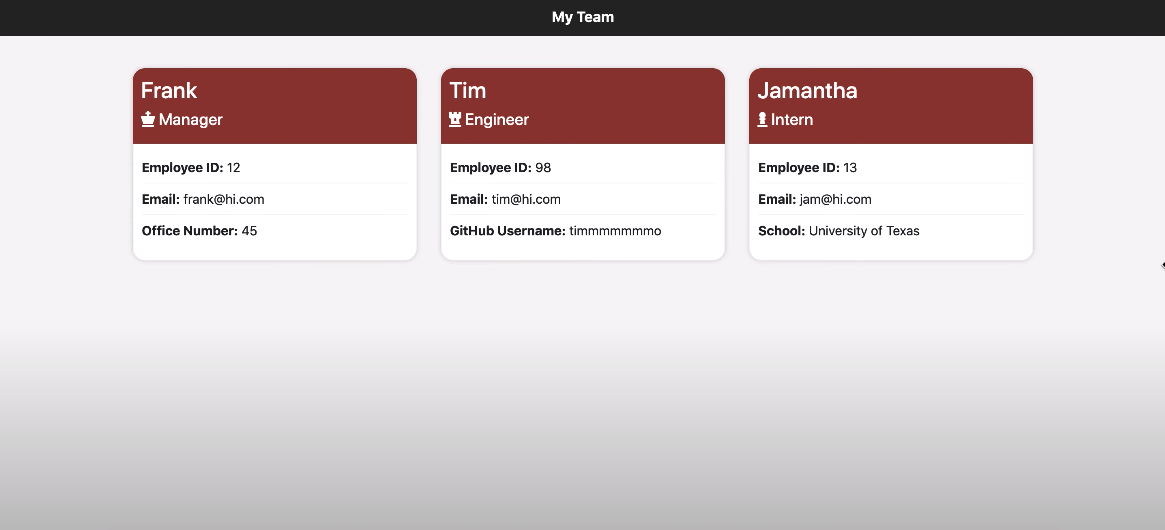 My Team
Frank
Manager
Employee ID: 12
Email: frank@hi.com
Office Number: 45
Tim
Engineer
Employee ID: 98
Email: tim@hi.com
GitHub Username: timmmmmmmo
Jamantha
Intern
Employee ID: 13
Email: jam@hi.com
School: University of Texas